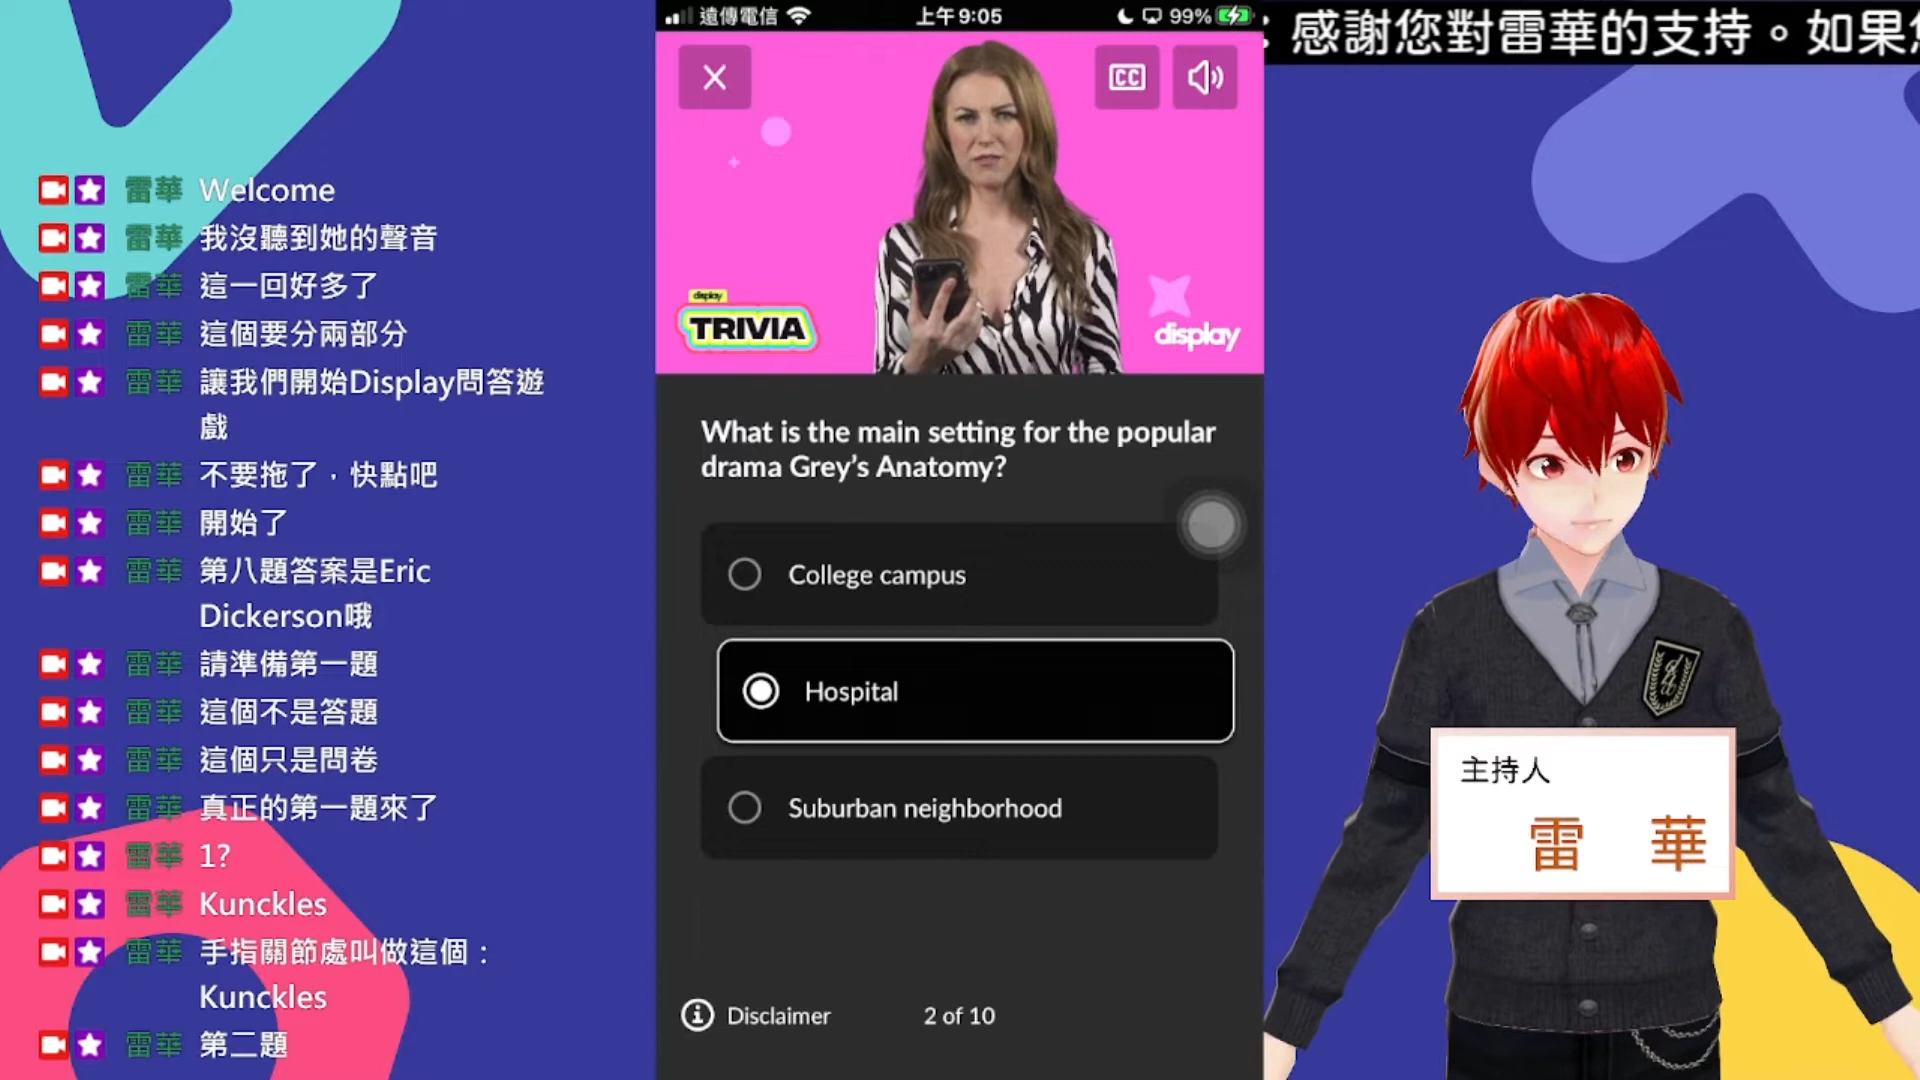 雷華 Welcome
雷華 我沒聽到她的聲音
雷華 這一回好多了
雷華 這個要分兩部分
雷華 讓我們開始Display問答遊
戲
雷華 不要拖了，快點吧
雷華 開始了
雷華 第八題答案是Eric
Dickerson哦
雷華 請準備第一題
雷華 這個不是答題
雷華 這個只是問卷
雷華 真正的第一題來了
雷華 1?
雷華 Kunckles
雷華 手指關節處叫做這個：
Kunckles
雷華 第二題
遠傳電信 上午9:05 99%
CC
display
TRIVIA
display
What is the main setting for the popular
drama Grey's Anatomy?
College campus
Hospital
Suburban neighborhood
Disclaimer 2 of 10
：感謝您對雷華的支持。如果
主持人
雷 華